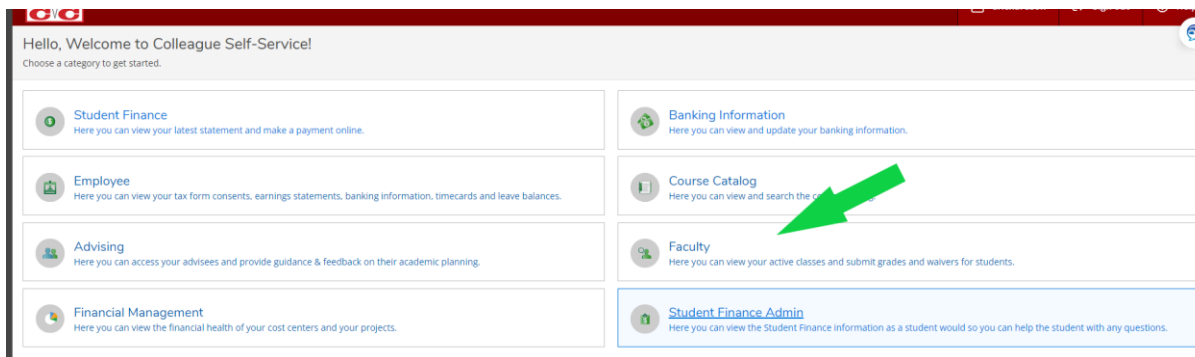 CVC
Hello, Welcome to Colleague Self-Service!
Choose a category to get started.
Student Finance
Here you can view your latest statement and make a payment online.
Banking Information
Here you can view and update your banking information.
Employee
Here you can view your tax form consents, earnings statements, banking information, timecards and leave balances.
Course Catalog
Here you can view and search the
Advising
Here you can access your advisees and provide guidance & feedback on their academic planning.
Faculty
Here you can view your active classes and submit grades and waivers for students.
Financial Management
Here you can view the financial health of your cost centers and your projects.
Student Finance Admin
Here you can view the Student Finance information as a student would so you can help the student with any questions.